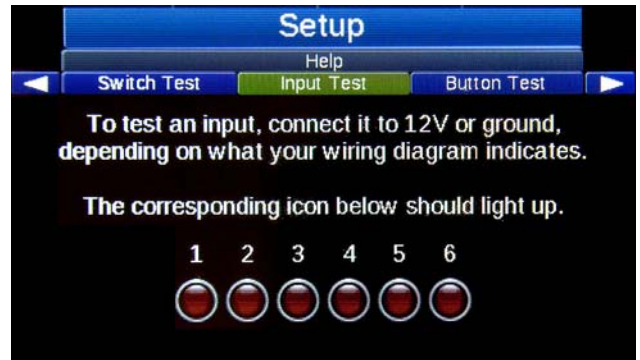 Setup
Help
Switch Test Input Test Button Test
To test an input, connect it to 12V or ground,
depending on what your wiring diagram indicates.
The corresponding icon below should light up.
1 2 3 4 5 6